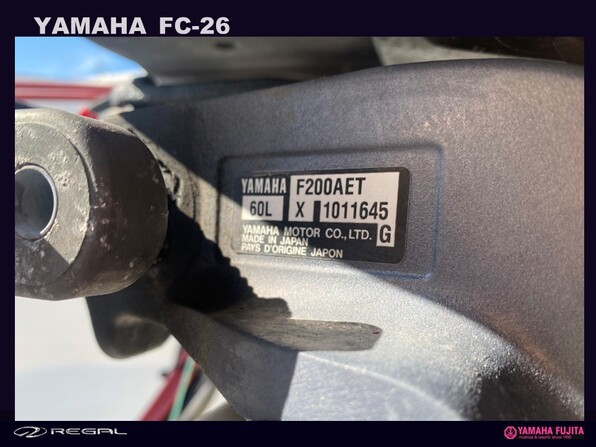 YAMAHA FC-26
YAMAHA F200AET
60L X 1011645
YAMAHA MOTOR CO., LTD. G
MADE IN JAPAN
PAYS D'ORIGINE JAPON
REGAL YAMAHA FUJITA